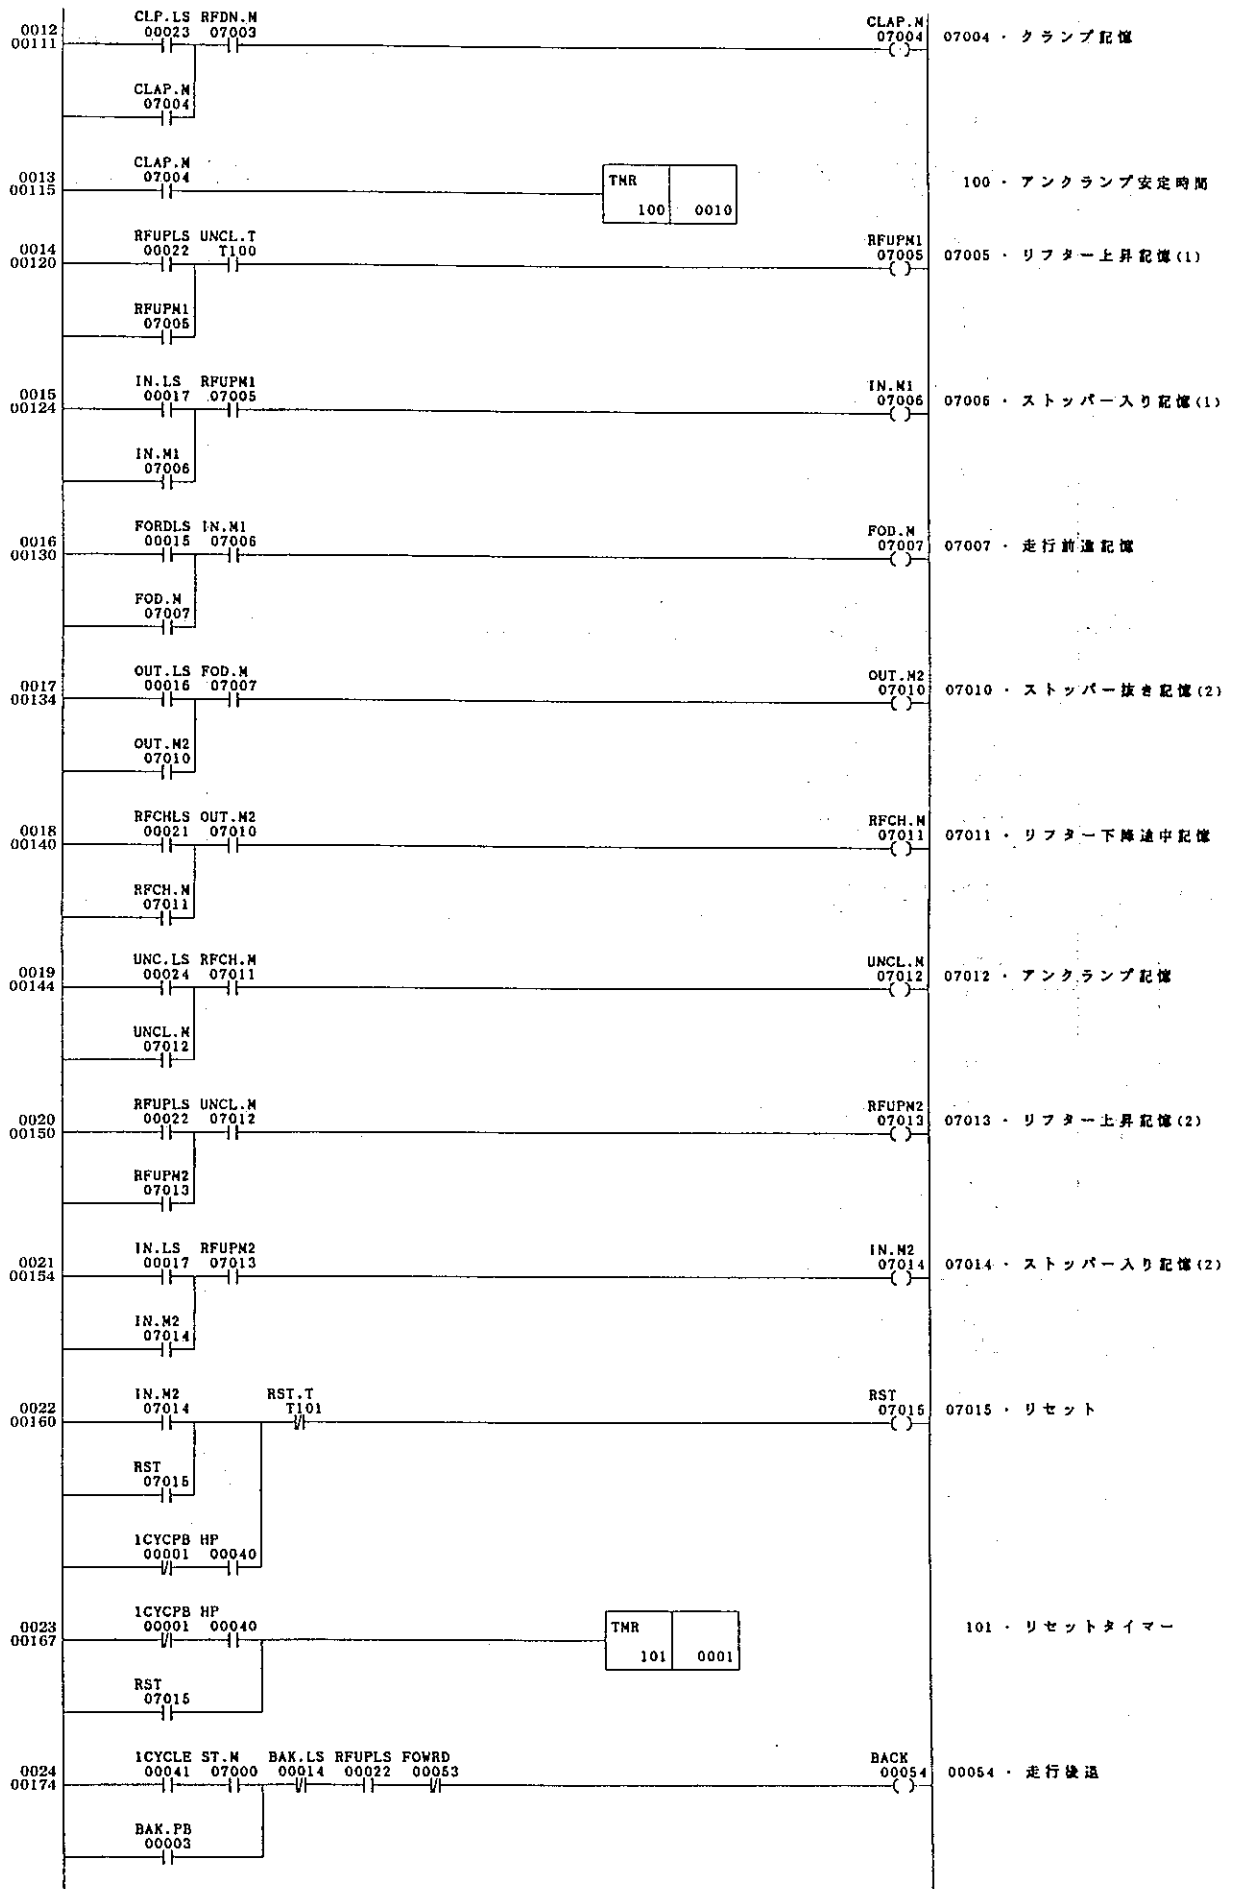 CLP.LS RFDN.M CLAP.M
0012 00023 07003 07004 07004 ・ クランプ記憶
00111
CLAP.M
07004
CLAP.M
0013 07004 TMR 100 ・ アンクランプ安定時間
00115
100 0010
RFUPLS UNCL.T RFUPM1
0014 00022 T100 07005 07005 ・ リフター上昇記憶(1)
00120
RFUPM1
07005
IN.LS RFUPM1 IN.M1
0015 00017 07005 07006 07006 ・ ストッパー入り記憶(1)
00124
IN.M1
07006
FORDLS IN.M1 FOD.M
0016 00015 07006 07007 07007 ・ 走行前進記憶
00130
FOD.M
07007
OUT.LS FOD.M OUT.M2
0017 00016 07007 07010 07010 ・ ストッパー抜き記憶(2)
00134
OUT.M2
07010
RFCHLS OUT.M2 RFCH.M
0018 00021 07010 07011 07011 ・ リフター下降途中記憶
00140
RFCH.M
07011
UNC.LS RFCH.M UNCL.M
0019 00024 07011 07012 07012 ・ アンクランプ記憶
00144
UNCL.M
07012
RFUPLS UNCL.M RFUPM2
0020 00022 07012 07013 07013 ・ リフター上昇記憶(2)
00150
RFUPM2
07013
IN.LS RFUPM2 IN.M2
0021 00017 07013 07014 07014 ・ ストッパー入り記憶(2)
00154
IN.M2
07014
IN.M2 RST.T RST
0022 07014 T101 07015 07015 ・ リセット
00160
RST
07015
1CYCPB HP
00001 00040
1CYCPB HP
0023 00001 00040 TMR 101 ・ リセットタイマー
00167
101 0001
RST
07015
1CYCLE ST.M BAK.LS RFUPLS FOWRD BACK
0024 00041 07000 00014 00022 00053 00054 00054 ・ 走行後退
00174
BAK.PB
00003